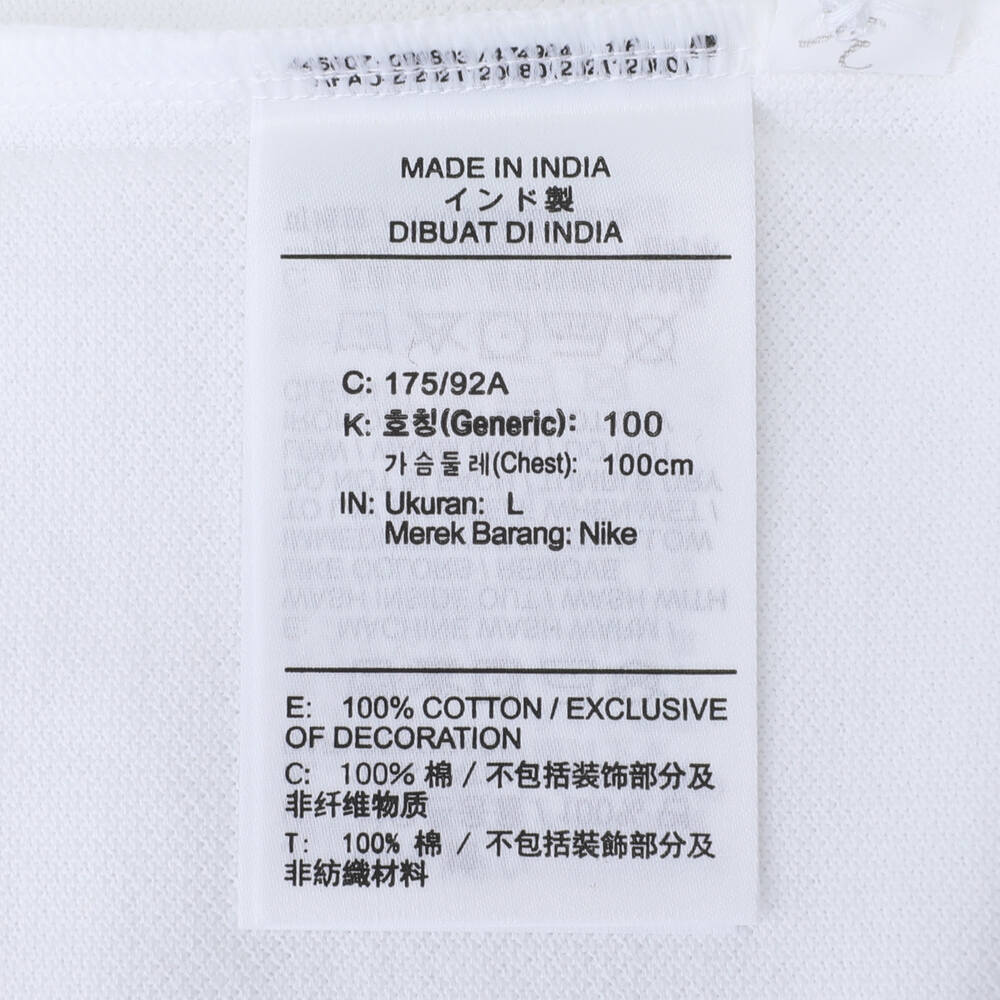 MADE IN INDIA
インド製
DIBUAT DI INDIA
C: 175/92A
K: 호칭(Generic): 100
가슴둘레(Chest): 100cm
IN: Ukuran: L
Merek Barang: Nike
E: 100% COTTON / EXCLUSIVE
OF DECORATION
C: 100% 棉 / 不包括装饰部分及
非纤维物质
T: 100% 棉 / 不包括裝飾部分及
非紡織材料